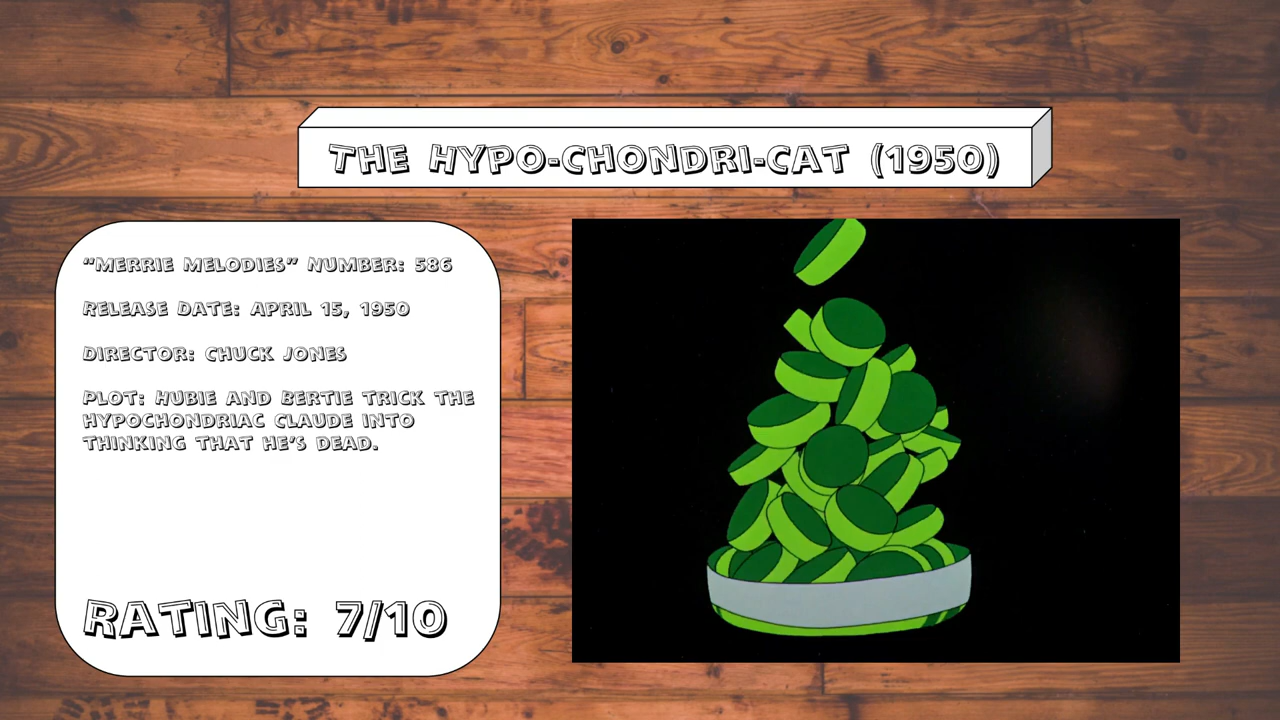 THE HYPO-CHONDRI-CAT (1950)
"MERRIE MELODIES" NUMBER: 586
RELEASE DATE: APRIL 15, 1950
DIRECTOR: CHUCK JONES
PLOT: HUBIE AND BERTIE TRICK THE
HYPOCHONDRIAC CLAUDE INTO
THINKING THAT HE'S DEAD.
RATING: 7/10